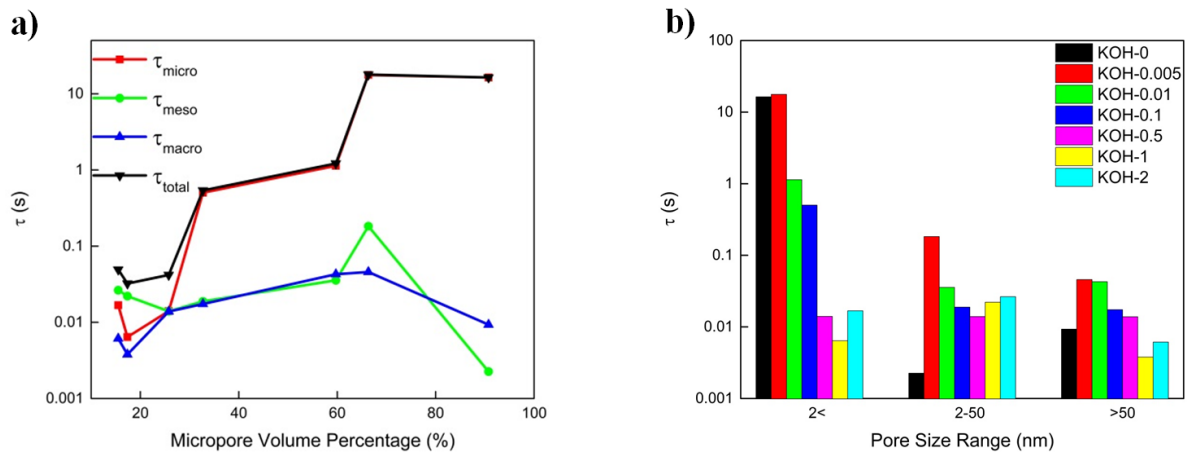 a)
τmicro
τmeso
τmacro
τtotal
10
1
0.1
0.01
0.001
τ (s)
20 40 60 80 100
Micropore Volume Percentage (%)
b)
100
10
1
0.1
0.01
0.001
τ (s)
KOH-0
KOH-0.005
KOH-0.01
KOH-0.1
KOH-0.5
KOH-1
KOH-2
2< 2-50 >50
Pore Size Range (nm)